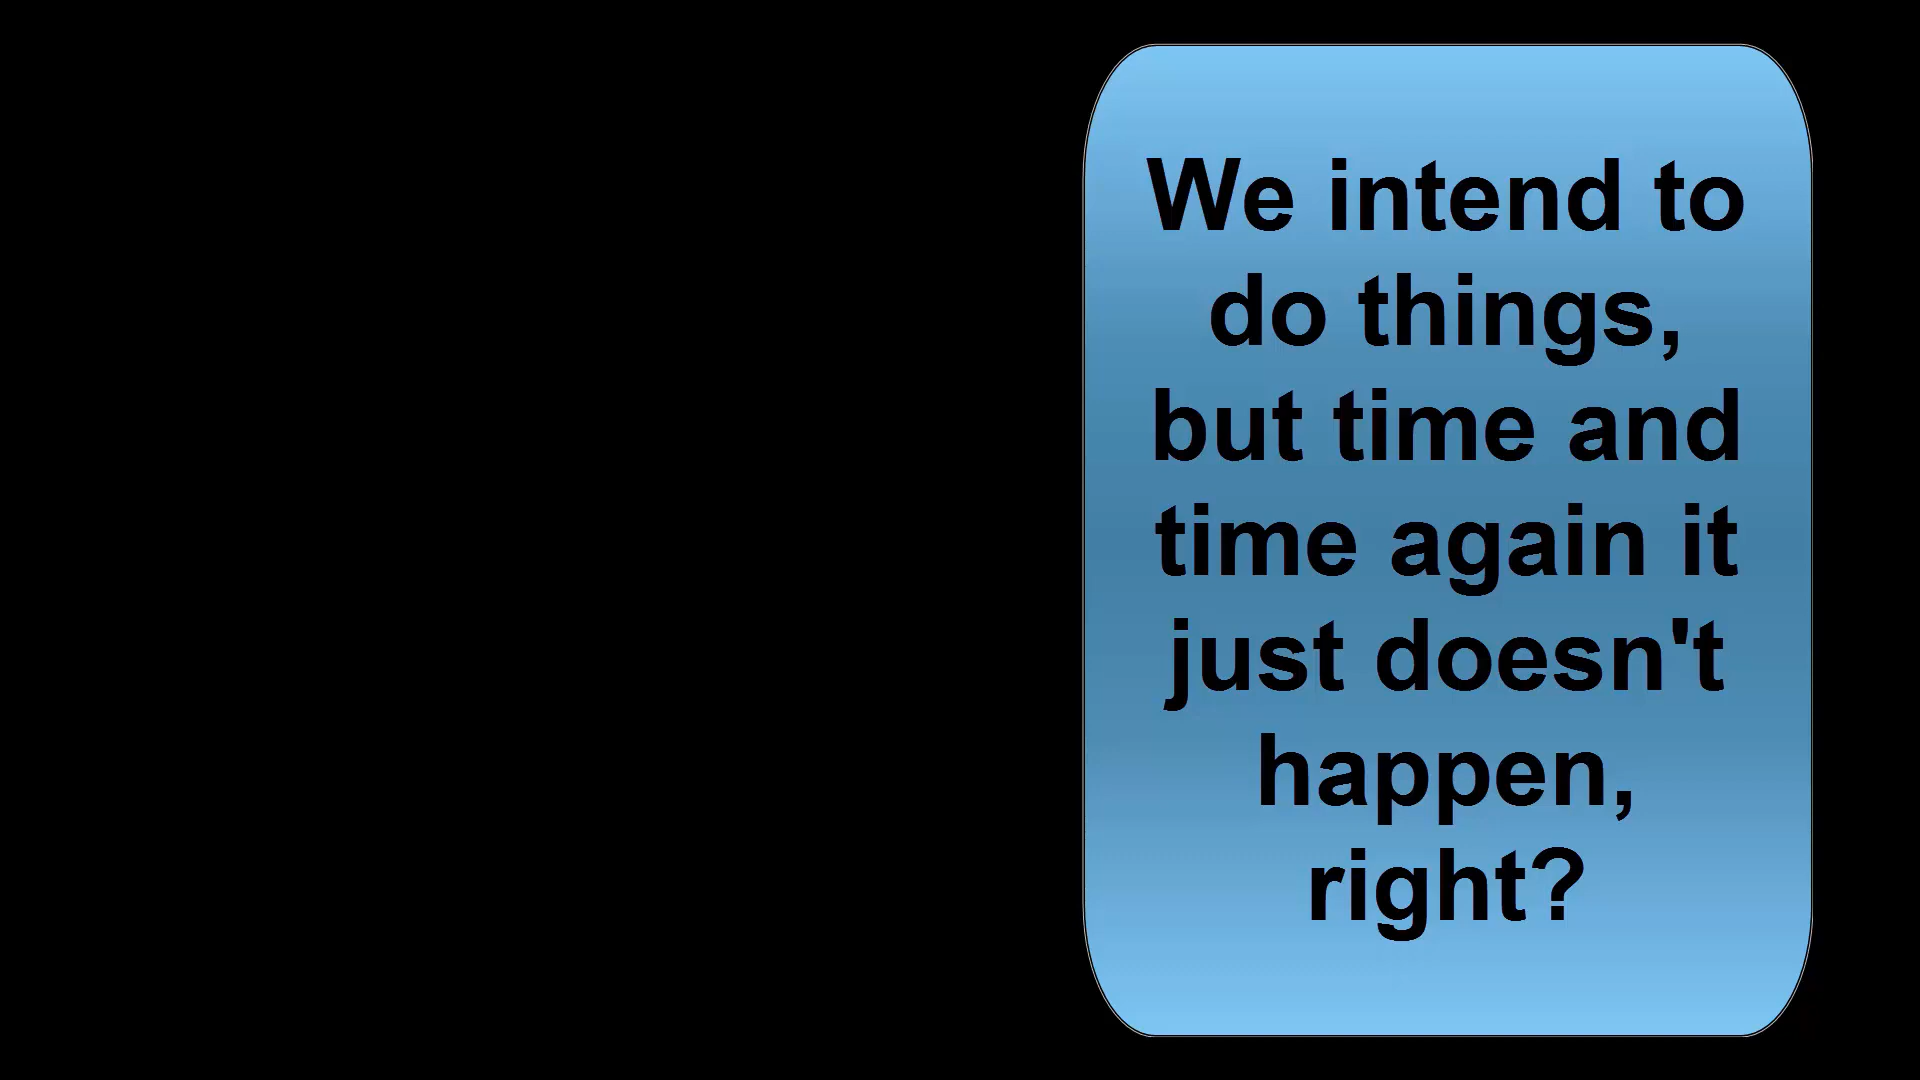 We intend to
do things,
but time and
time again it
just doesn't
happen,
right?